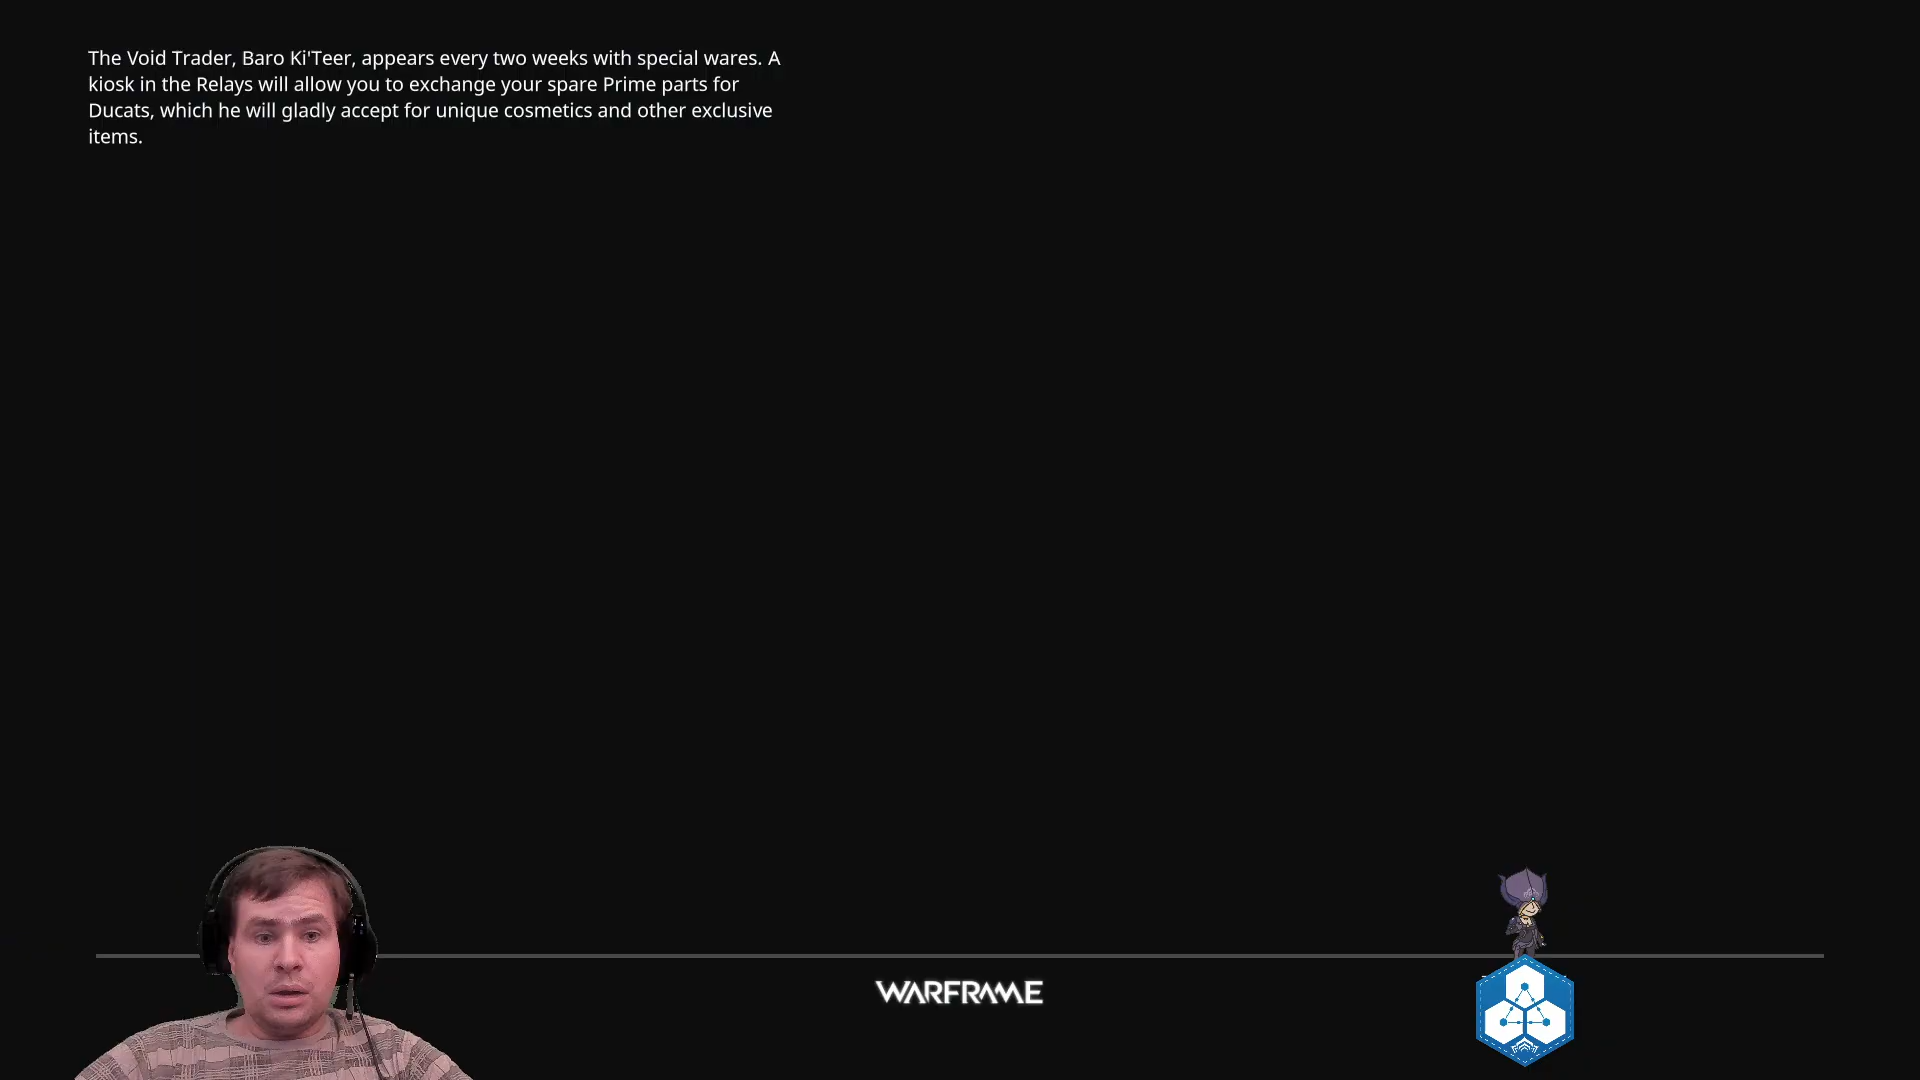 The Void Trader, Baro Ki'Teer, appears every two weeks with special wares. A
kiosk in the Relays will allow you to exchange your spare Prime parts for
Ducats, which he will gladly accept for unique cosmetics and other exclusive
items.
WARFRAME